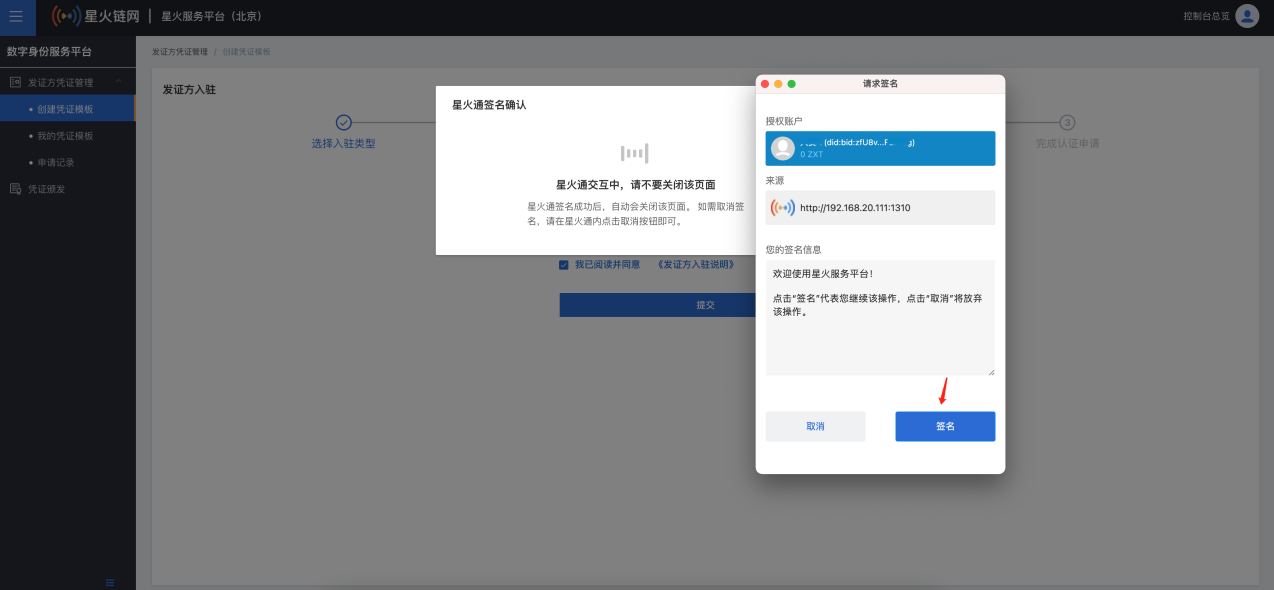 星火链网 | 星火服务平台（北京）
控制台总览
数字身份服务平台
发证方凭证管理
• 创建凭证模板
• 我的凭证模板
• 申请记录
凭证颁发
发证方凭证管理 / 创建凭证模板
发证方入驻
选择入驻类型
3
完成认证申请
星火通签名确认
星火通交互中，请不要关闭该页面
星火通签名成功后，自动会关闭该页面。 如需取消签
名，请在星火通内点击取消按钮即可。
我已阅读并同意 《发证方入驻说明》
提交
请求签名
授权账户
(did:bid:zfU8v...
0 ZXT
来源
http://192.168.20.111:1310
您的签名信息
欢迎使用星火服务平台!
点击“签名”代表您继续该操作，点击“取消”将放弃
该操作。
取消
签名